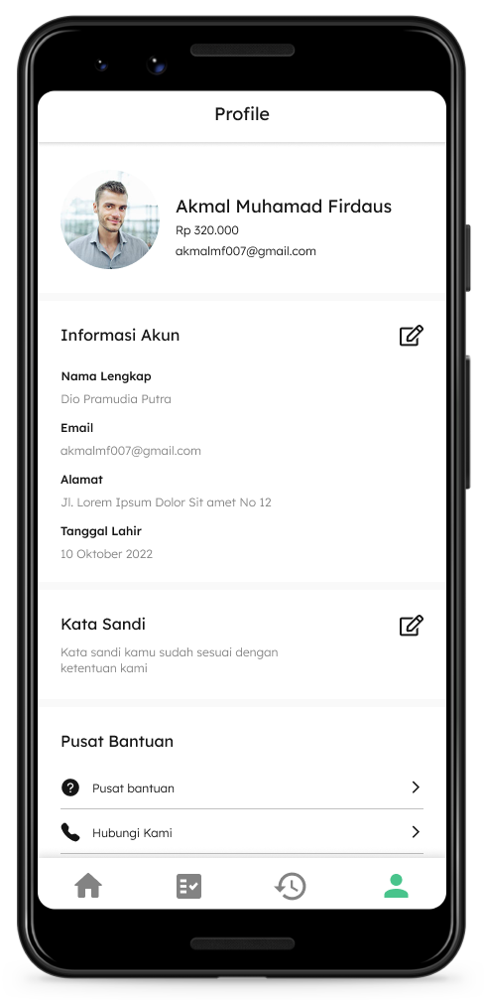 Profile
Akmal Muhamad Firdaus
Rp 320.000
akmalmf007@gmail.com
Informasi Akun
Nama Lengkap
Dio Pramudia Putra
Email
akmalmf007@gmail.com
Alamat
Jl. Lorem Ipsum Dolor Sit amet No 12
Tanggal Lahir
10 Oktober 2022
Kata Sandi
Kata sandi kamu sudah sesuai dengan
ketentuan kami
Pusat Bantuan
Pusat bantuan
Hubungi Kami